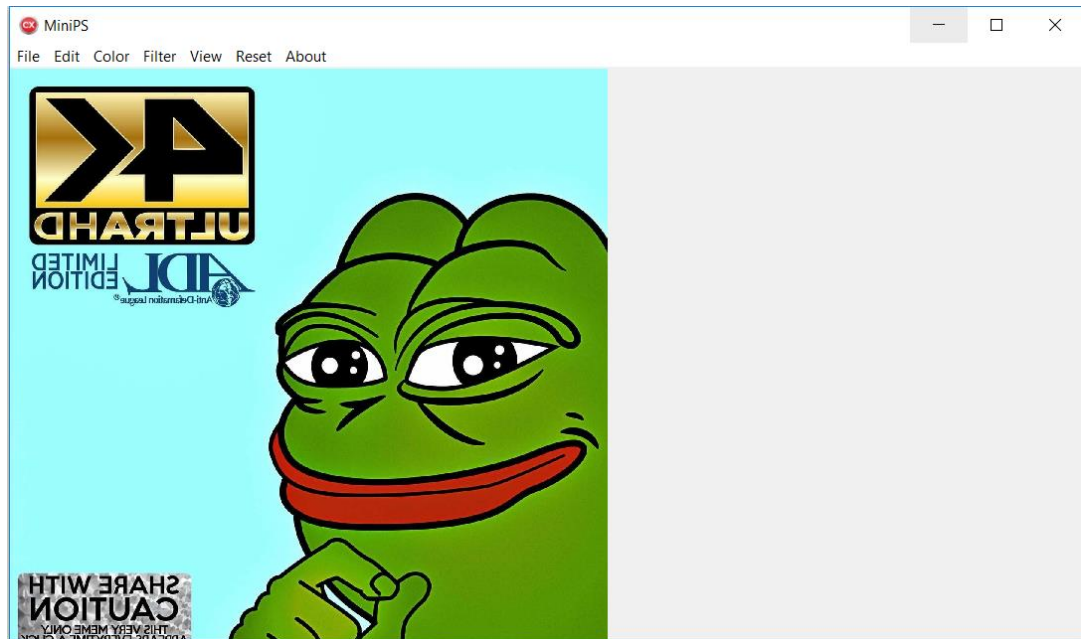 CX MiniPS
File Edit Color Filter View Reset About
4K
ULTRAHD
ADL LIMITED
EDITION
Anti-Defamation League®
SHARE WITH
CAUTION
THIS VERY MEME ONLY